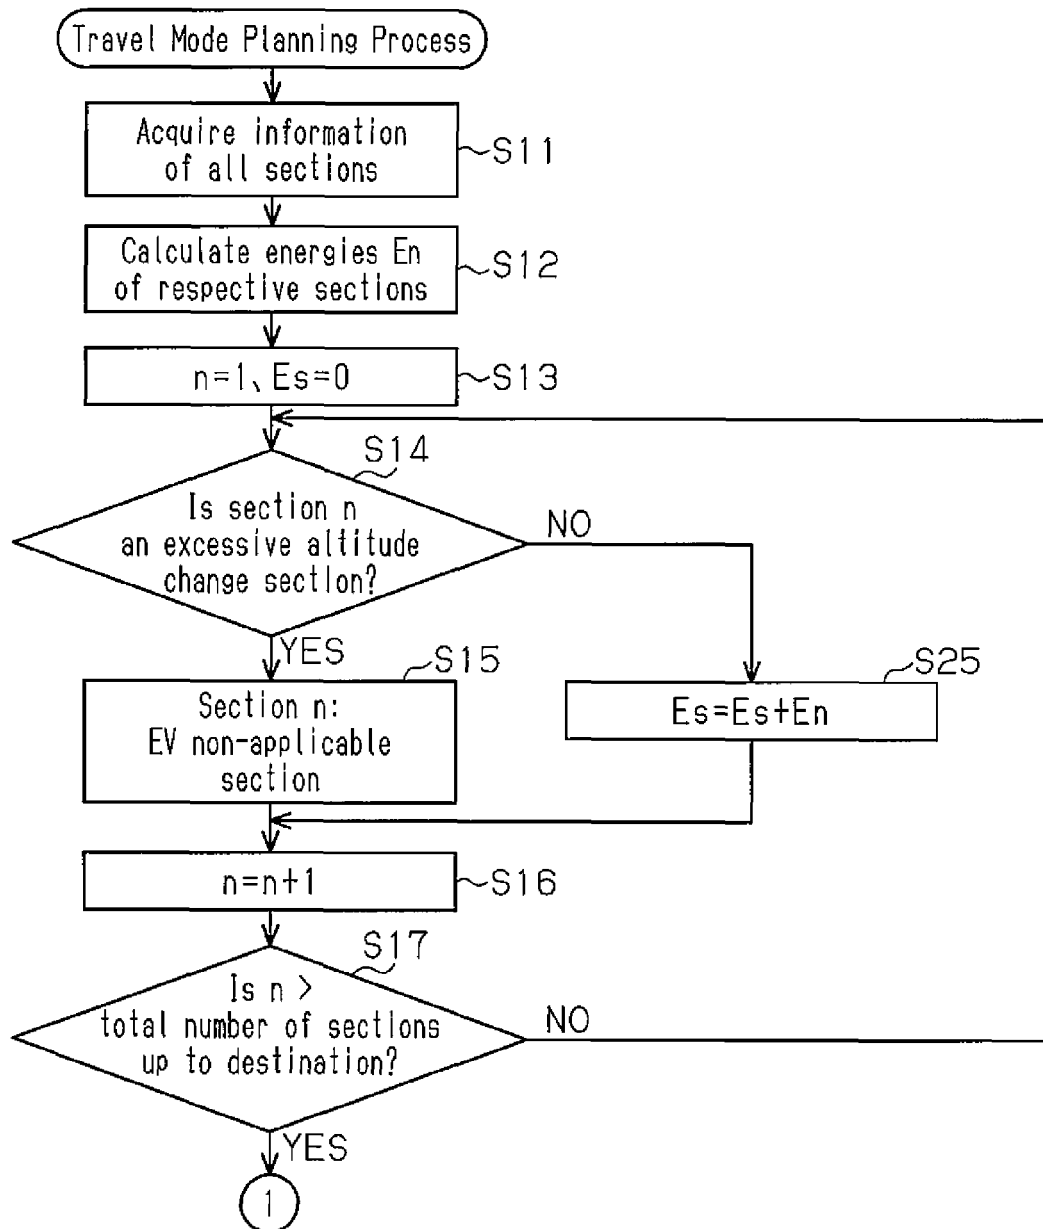 Travel Mode Planning Process
Acquire information
of all sections
S11
Calculate energies En
of respective sections
S12
n=1、Es=0
S13
S14
Is section n
an excessive altitude
change section?
NO
YES
S15
Section n:
EV non-applicable
section
S25
Es=Es+En
n=n+1
S16
S17
Is n >
total number of sections
up to destination?
NO
YES
1